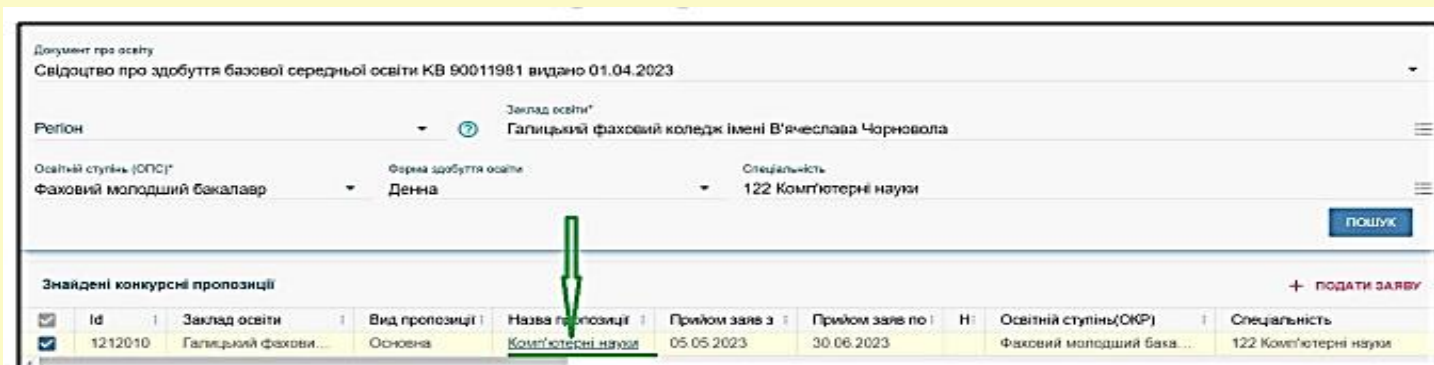 Документ про освіту
Свідоцтво про здобуття базової середньої освіти КВ 90011981 видано 01.04.2023
Заклад освіти*
Регіон Галицький фаховий коледж імені В'ячеслава Чорновола
Освітній ступінь (ОПС)* Форма здобуття освіти Спеціальність
Фаховий молодший бакалавр Денна 122 Комп'ютерні науки
ПОШУК
Знайдені конкурсні пропозиції + ПОДАТИ ЗАЯВУ
Id Заклад освіти Вид пропозиції Назва пропозиції Прийом заяв з Прийом заяв по Н Освітній ступінь(ОКР) Спеціальність
1212010 Галицький фахови... Основна Комп'ютерні науки 05.05.2023 30.06.2023 Фаховий молодший бака... 122 Комп'ютерні науки